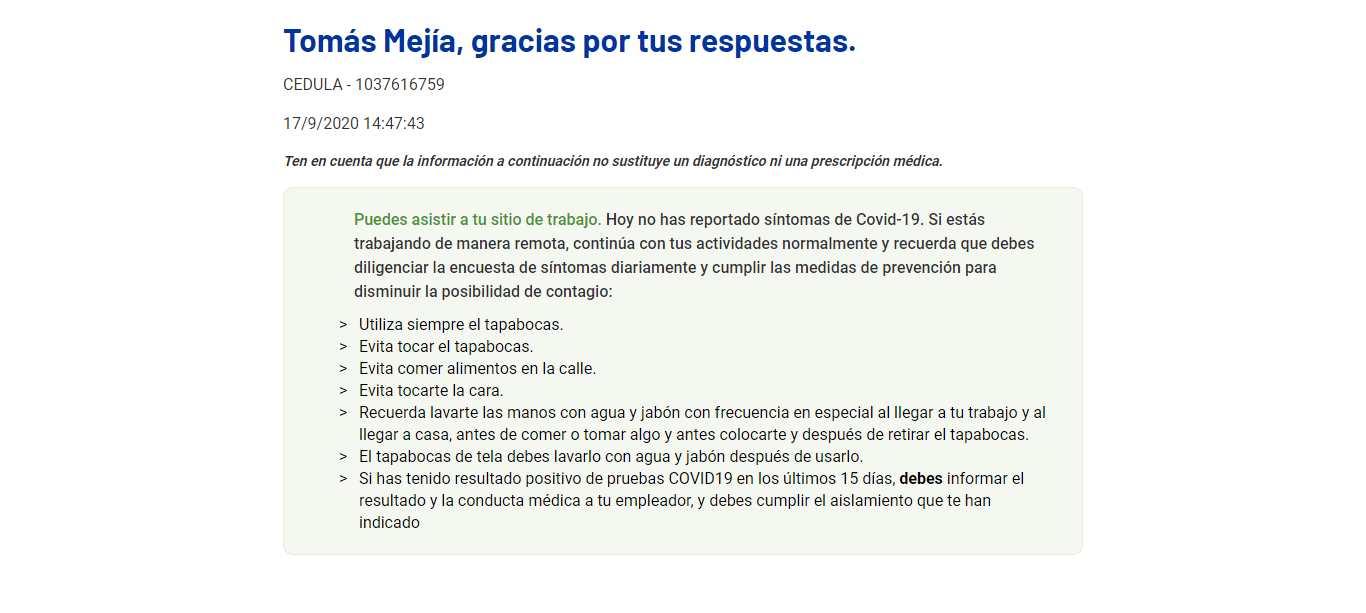 Tomás Mejía, gracias por tus respuestas.
CEDULA - 1037616759
17/9/2020 14:47:43
Ten en cuenta que la información a continuación no sustituye un diagnóstico ni una prescripción médica.
Puedes asistir a tu sitio de trabajo. Hoy no has reportado síntomas de Covid-19. Si estás
trabajando de manera remota, continúa con tus actividades normalmente y recuerda que debes
diligenciar la encuesta de síntomas diariamente y cumplir las medidas de prevención para
disminuir la posibilidad de contagio:
> Utiliza siempre el tapabocas.
> Evita tocar el tapabocas.
> Evita comer alimentos en la calle.
> Evita tocarte la cara.
> Recuerda lavarte las manos con agua y jabón con frecuencia en especial al llegar a tu trabajo y al
llegar a casa, antes de comer o tomar algo y antes colocarte y después de retirar el tapabocas.
> El tapabocas de tela debes lavarlo con agua y jabón después de usarlo.
> Si has tenido resultado positivo de pruebas COVID19 en los últimos 15 días, debes informar el
resultado y la conducta médica a tu empleador, y debes cumplir el aislamiento que te han
indicado